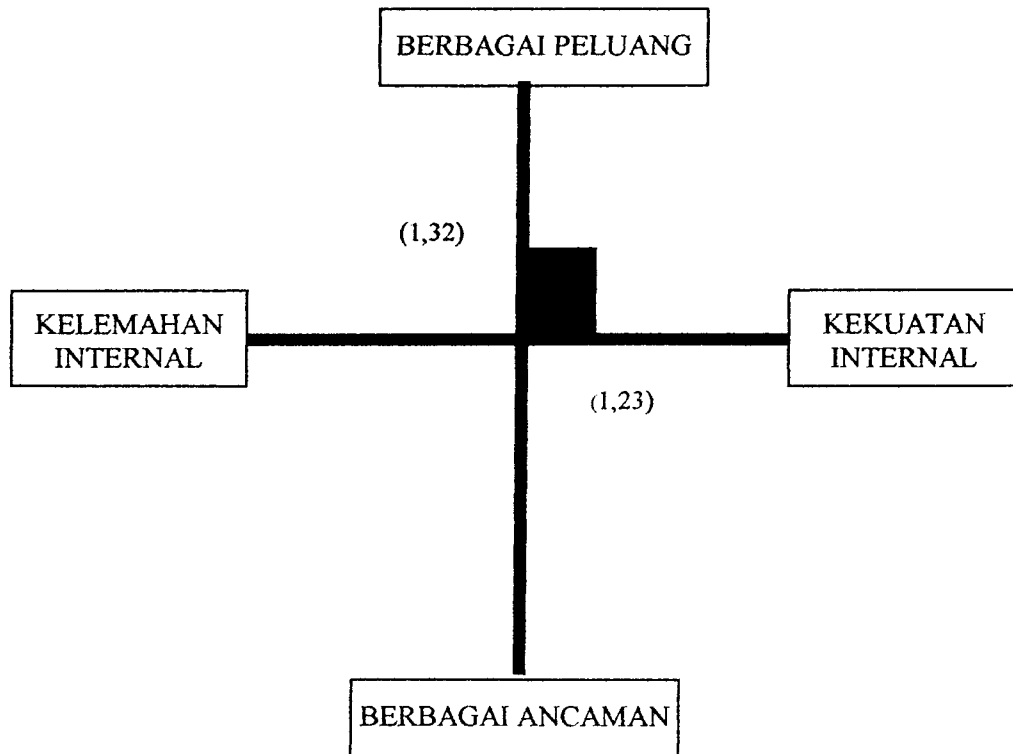 BERBAGAI PELUANG
(1,32)
KELEMAHAN
INTERNAL
KEKUATAN
INTERNAL
(1,23)
BERBAGAI ANCAMAN